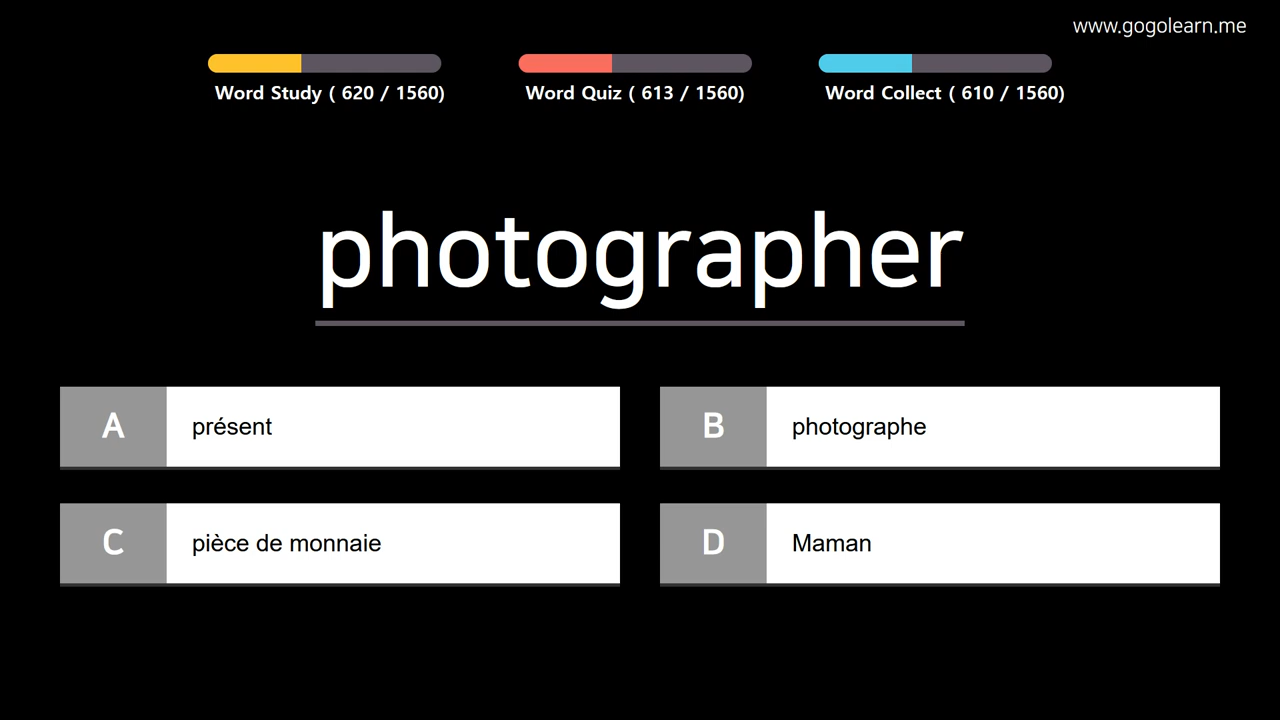 www.gogolearn.me
Word Study ( 620 / 1560)
Word Quiz ( 613 / 1560)
Word Collect ( 610 / 1560)
photographer
A présent
B photographe
C pièce de monnaie
D Maman